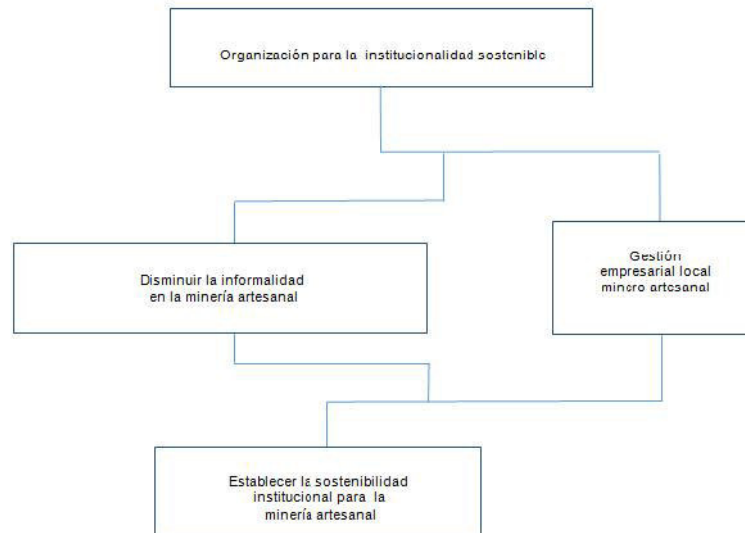 Organización para la institucionalidad sostenible
Disminuir la informalidad
en la minería artesanal
Gestión
empresarial local
minero artesanal
Establecer la sostenibilidad
institucional para la
minería artesanal